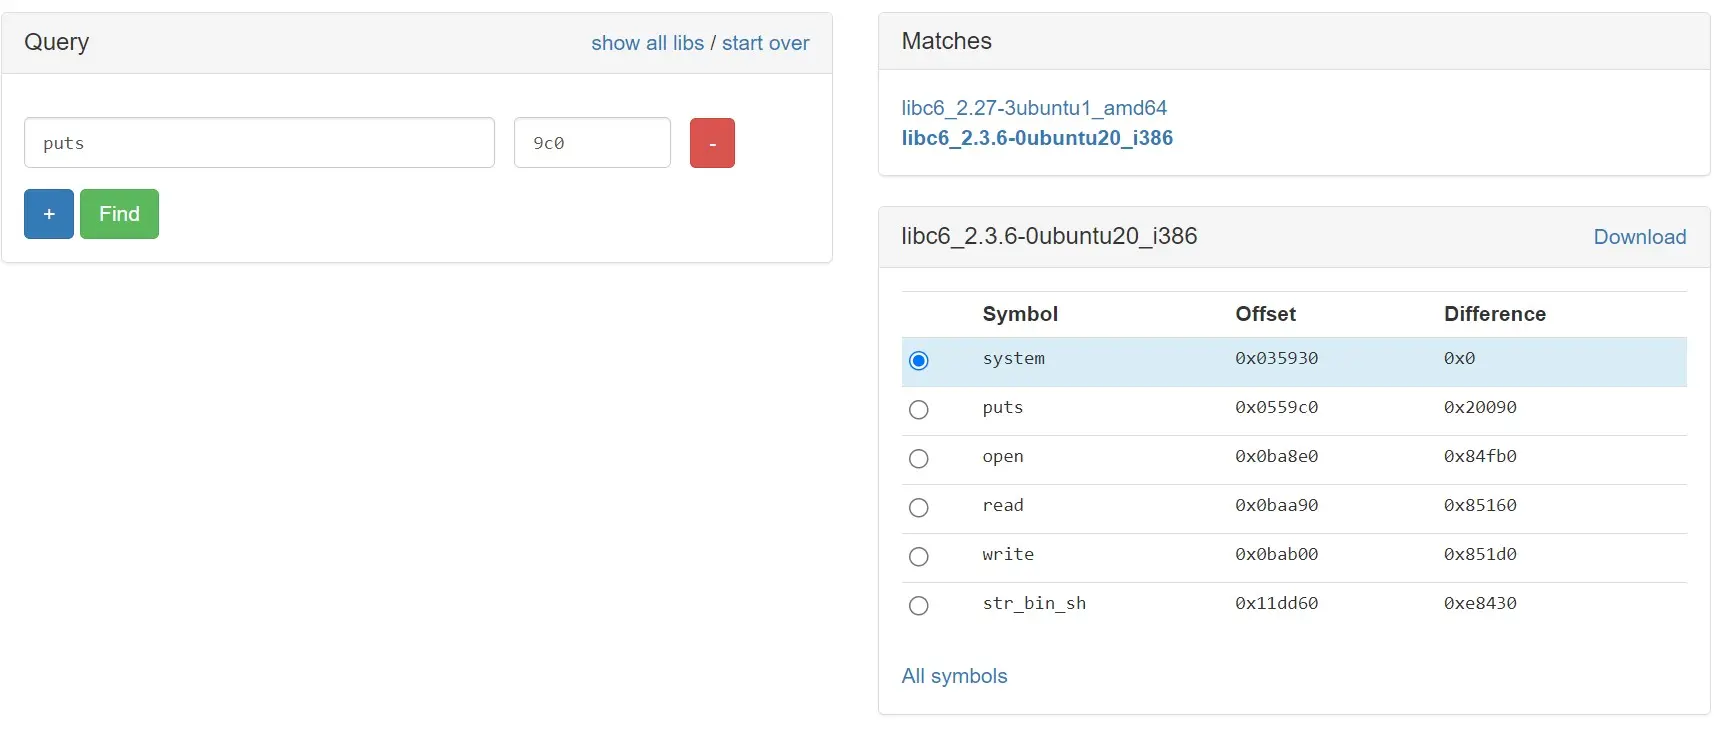 Query show all libs / start over
puts 9c0 -
+ Find
Matches
libc6_2.27-3ubuntu1_amd64
libc6_2.3.6-0ubuntu20_i386
libc6_2.3.6-0ubuntu20_i386 Download
Symbol Offset Difference
system 0x035930 0x0
puts 0x0559c0 0x20090
open 0x0ba8e0 0x84fb0
read 0x0baa90 0x85160
write 0x0bab00 0x851d0
str_bin_sh 0x11dd60 0xe8430
All symbols